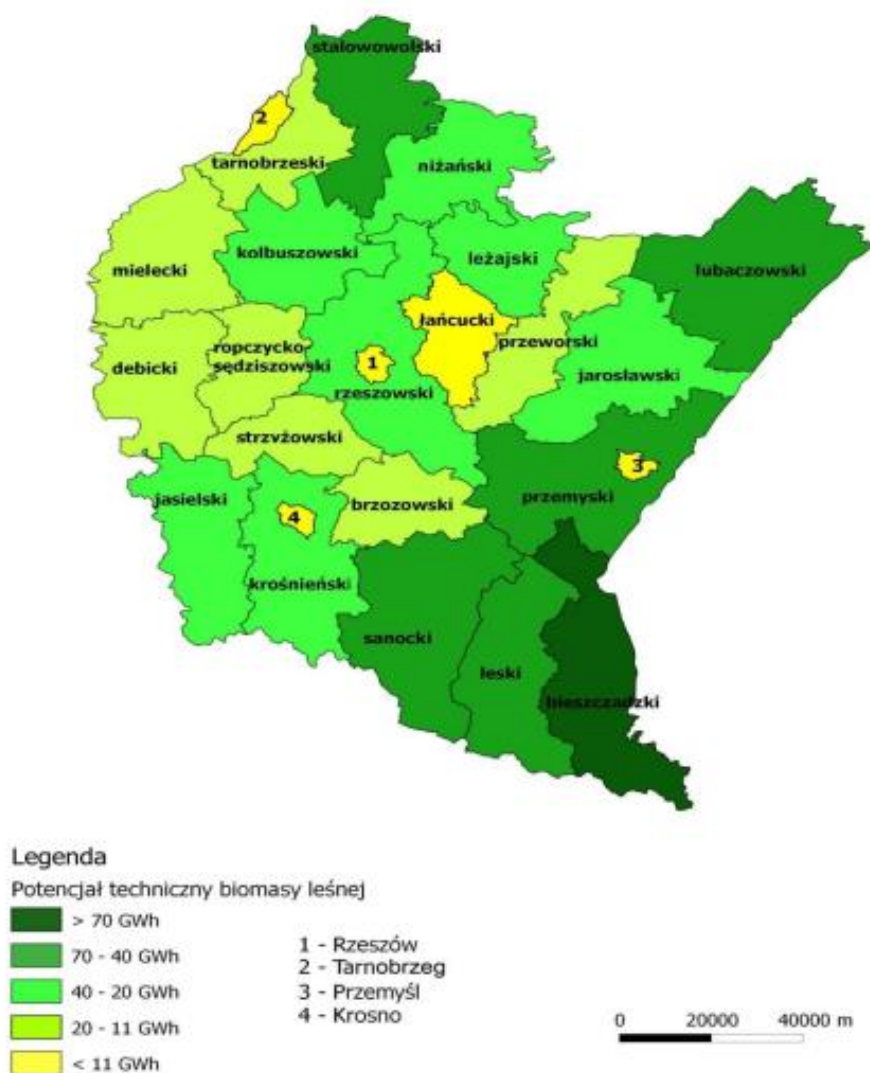 stalowowolski
2
tarnobrzeski
niżański
kolbuszowski
leżajski
mielecki
lubaczowski
łańcucki
ropczycko
sędziszowski
1
przeworski
debicki
jarosławski
rzeszowski
strzyżowski
3
jasielski
brzozowski
przemyski
4
krośnieński
sanocki
leski
bieszczadzki
Legenda
Potencjał techniczny biomasy leśnej
> 70 GWh
70 - 40 GWh
40 - 20 GWh
20 - 11 GWh
< 11 GWh
1 - Rzeszów
2 - Tarnobrzeg
3 - Przemyśl
4 - Krosno
0 20000 40000 m